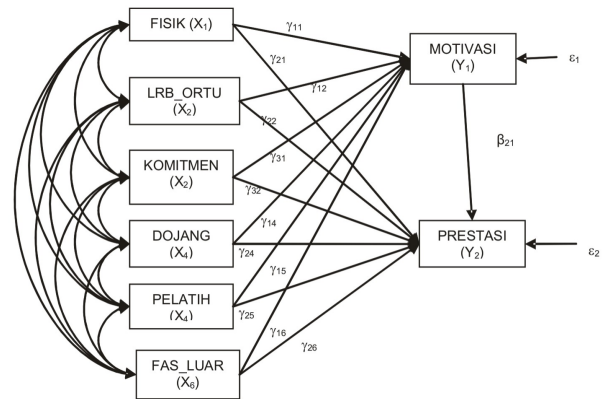 FISIK (X₁)
γ₁₁
MOTIVASI
(Y₁)
ε₁
γ₂₁
LRB_ORTU
(X₂)
γ₁₂
γ₂₂
β₂₁
KOMITMEN
(X₂)
γ₃₁
γ₃₂
DOJANG
(X₄)
γ₁₄
γ₂₄
PRESTASI
(Y₂)
ε₂
PELATIH
(X₄)
γ₁₅
γ₂₅
FAS_LUAR
(X₆)
γ₁₆
γ₂₆